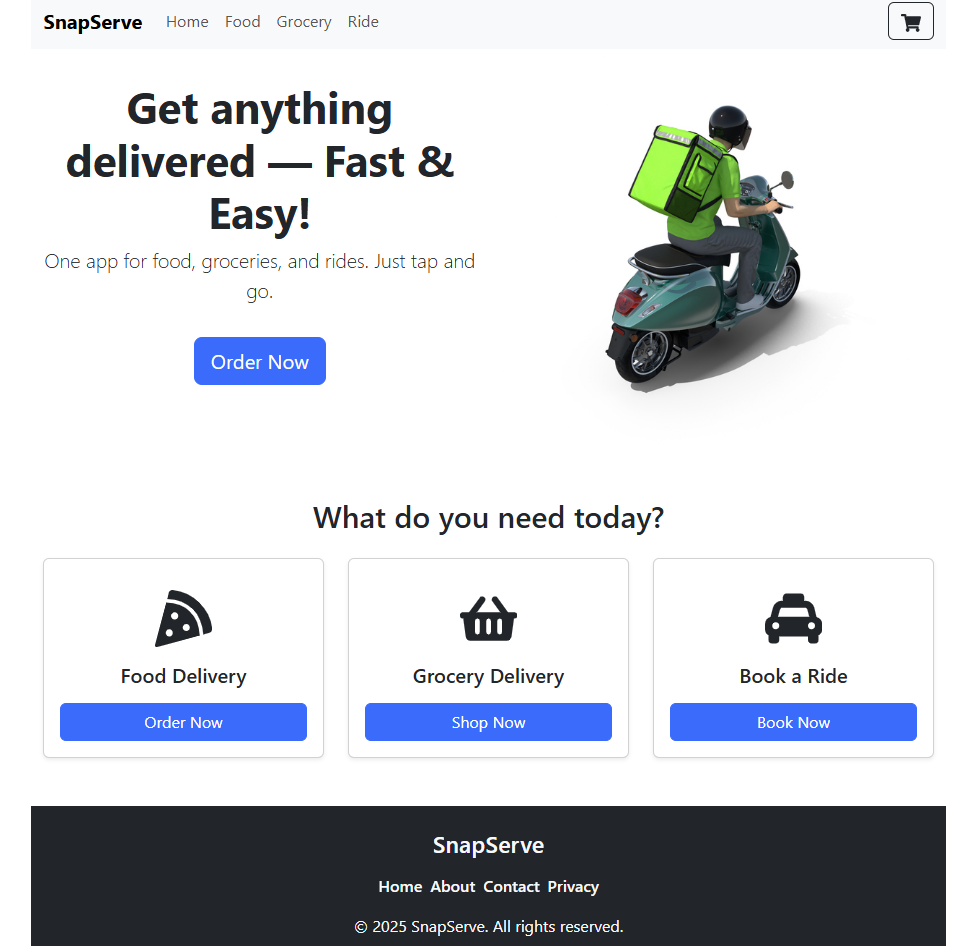 SnapServe Home Food Grocery Ride
Get anything
delivered — Fast &
Easy!
One app for food, groceries, and rides. Just tap and
go.
Order Now
What do you need today?
Food Delivery
Order Now
Grocery Delivery
Shop Now
Book a Ride
Book Now
SnapServe
Home About Contact Privacy
© 2025 SnapServe. All rights reserved.